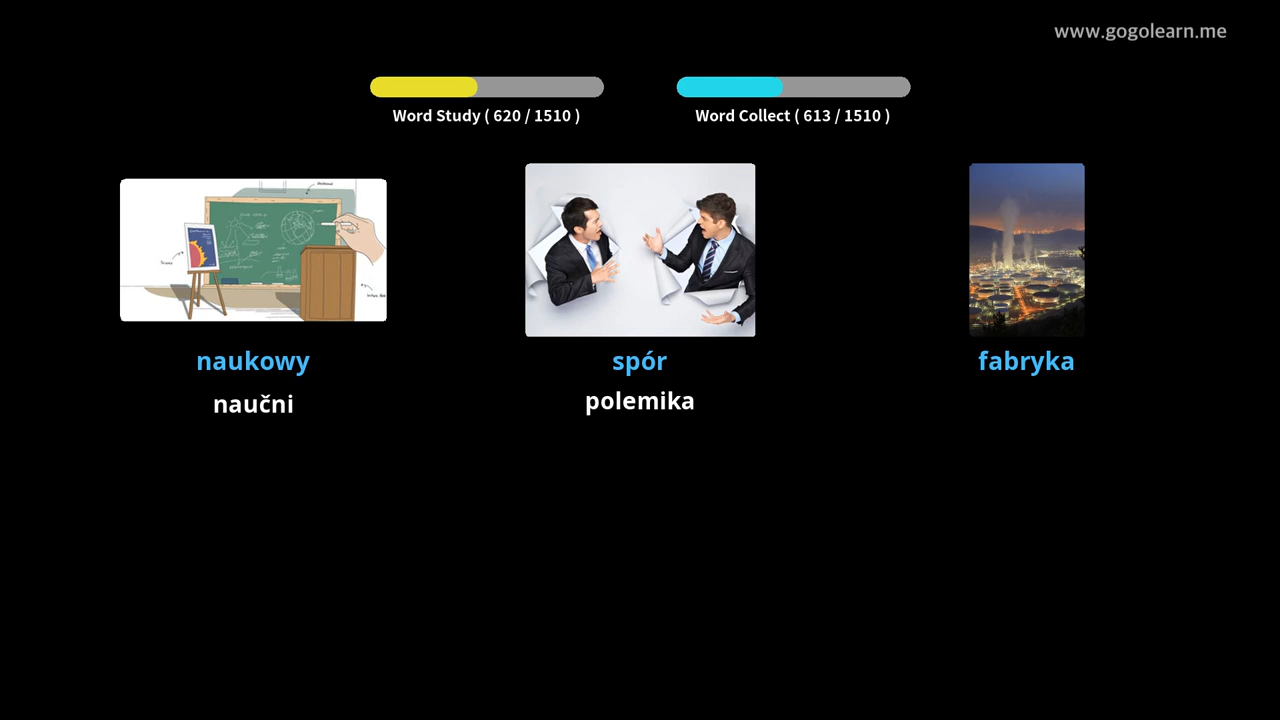 www.gogolearn.me
Word Study ( 620 / 1510 )
Word Collect ( 613 / 1510 )
naukowy
naučni
spór
polemika
fabryka